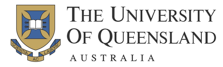 THE UNIVERSITY
OF QUEENSLAND
AUSTRALIA